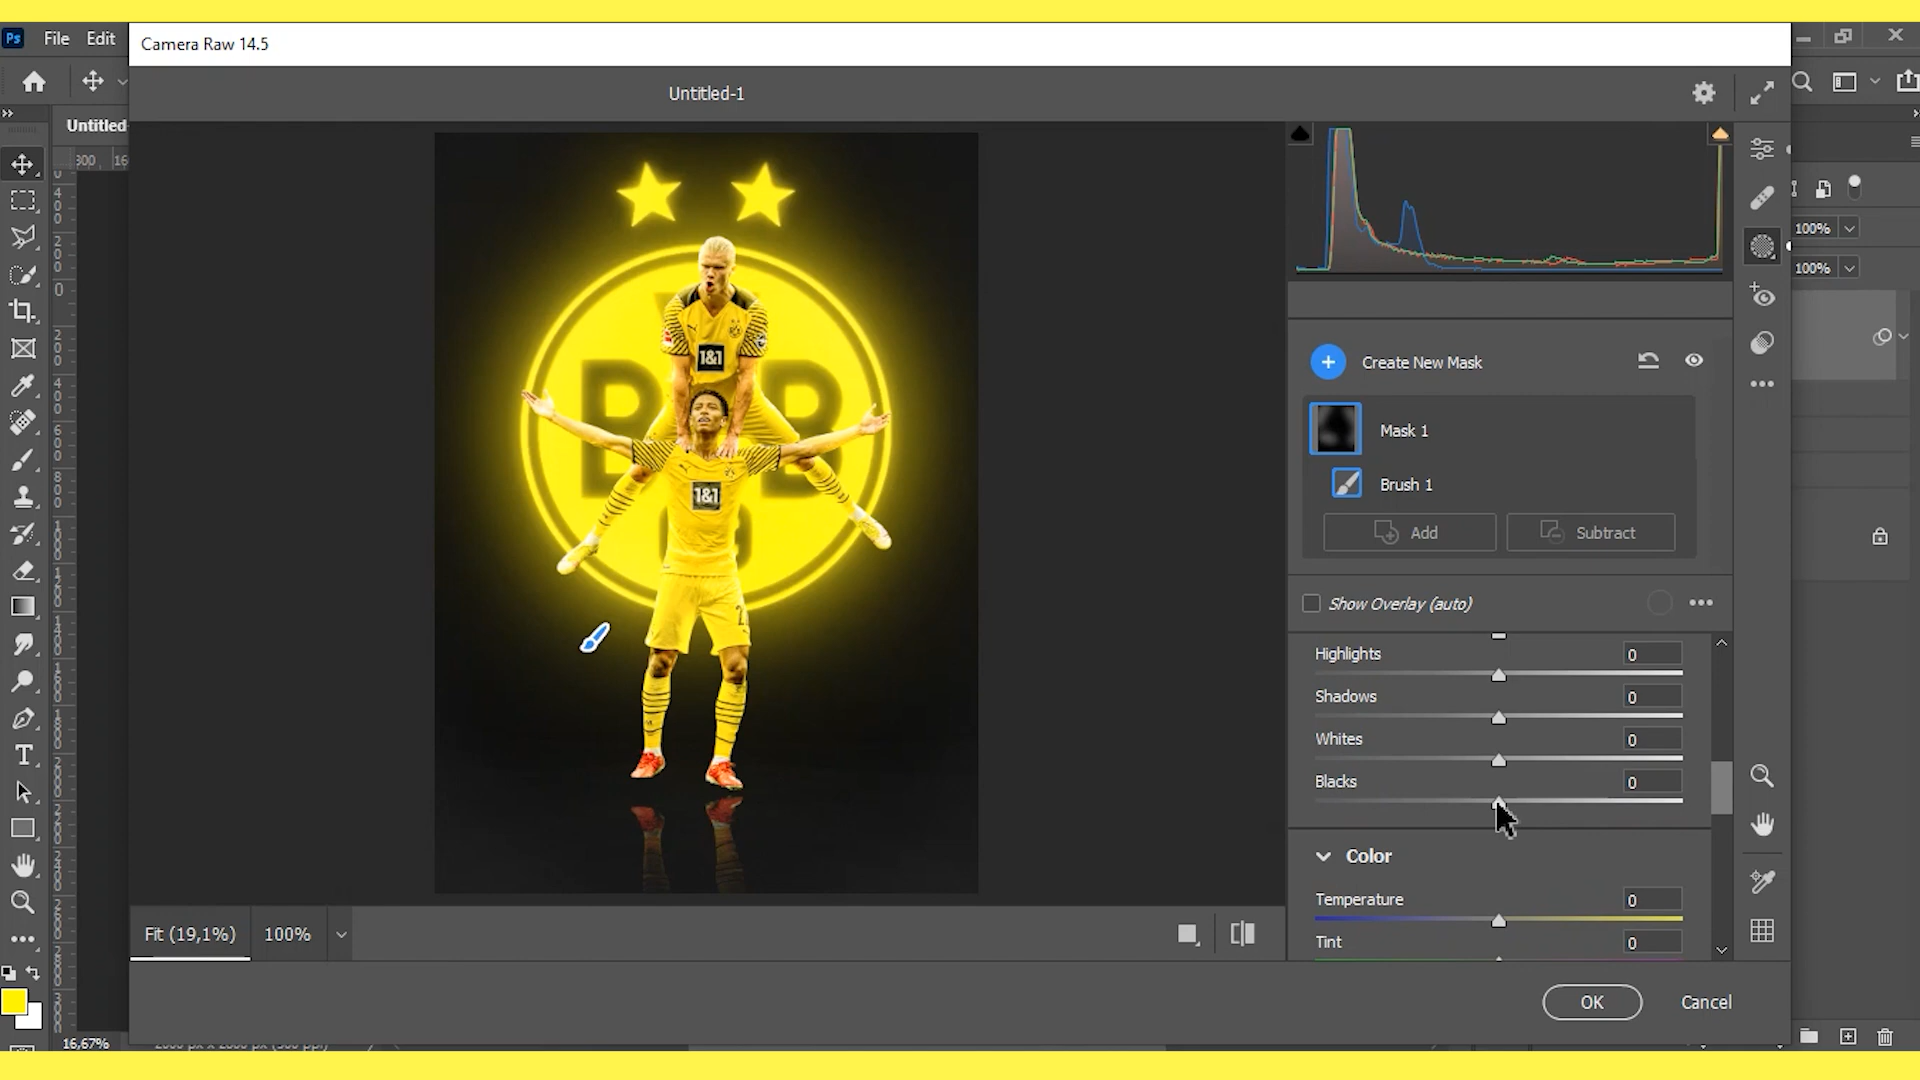 Ps File Edit
Camera Raw 14.5
Untitled-1
Untitled
Create New Mask
Mask 1
Brush 1
Add Subtract
Show Overlay (auto)
Highlights 0
Shadows 0
Whites 0
Blacks 0
Color
Temperature 0
Tint 0
100%
100%
1&1
1&1
B B
Fit (19,1%) 100%
OK Cancel
16,67%